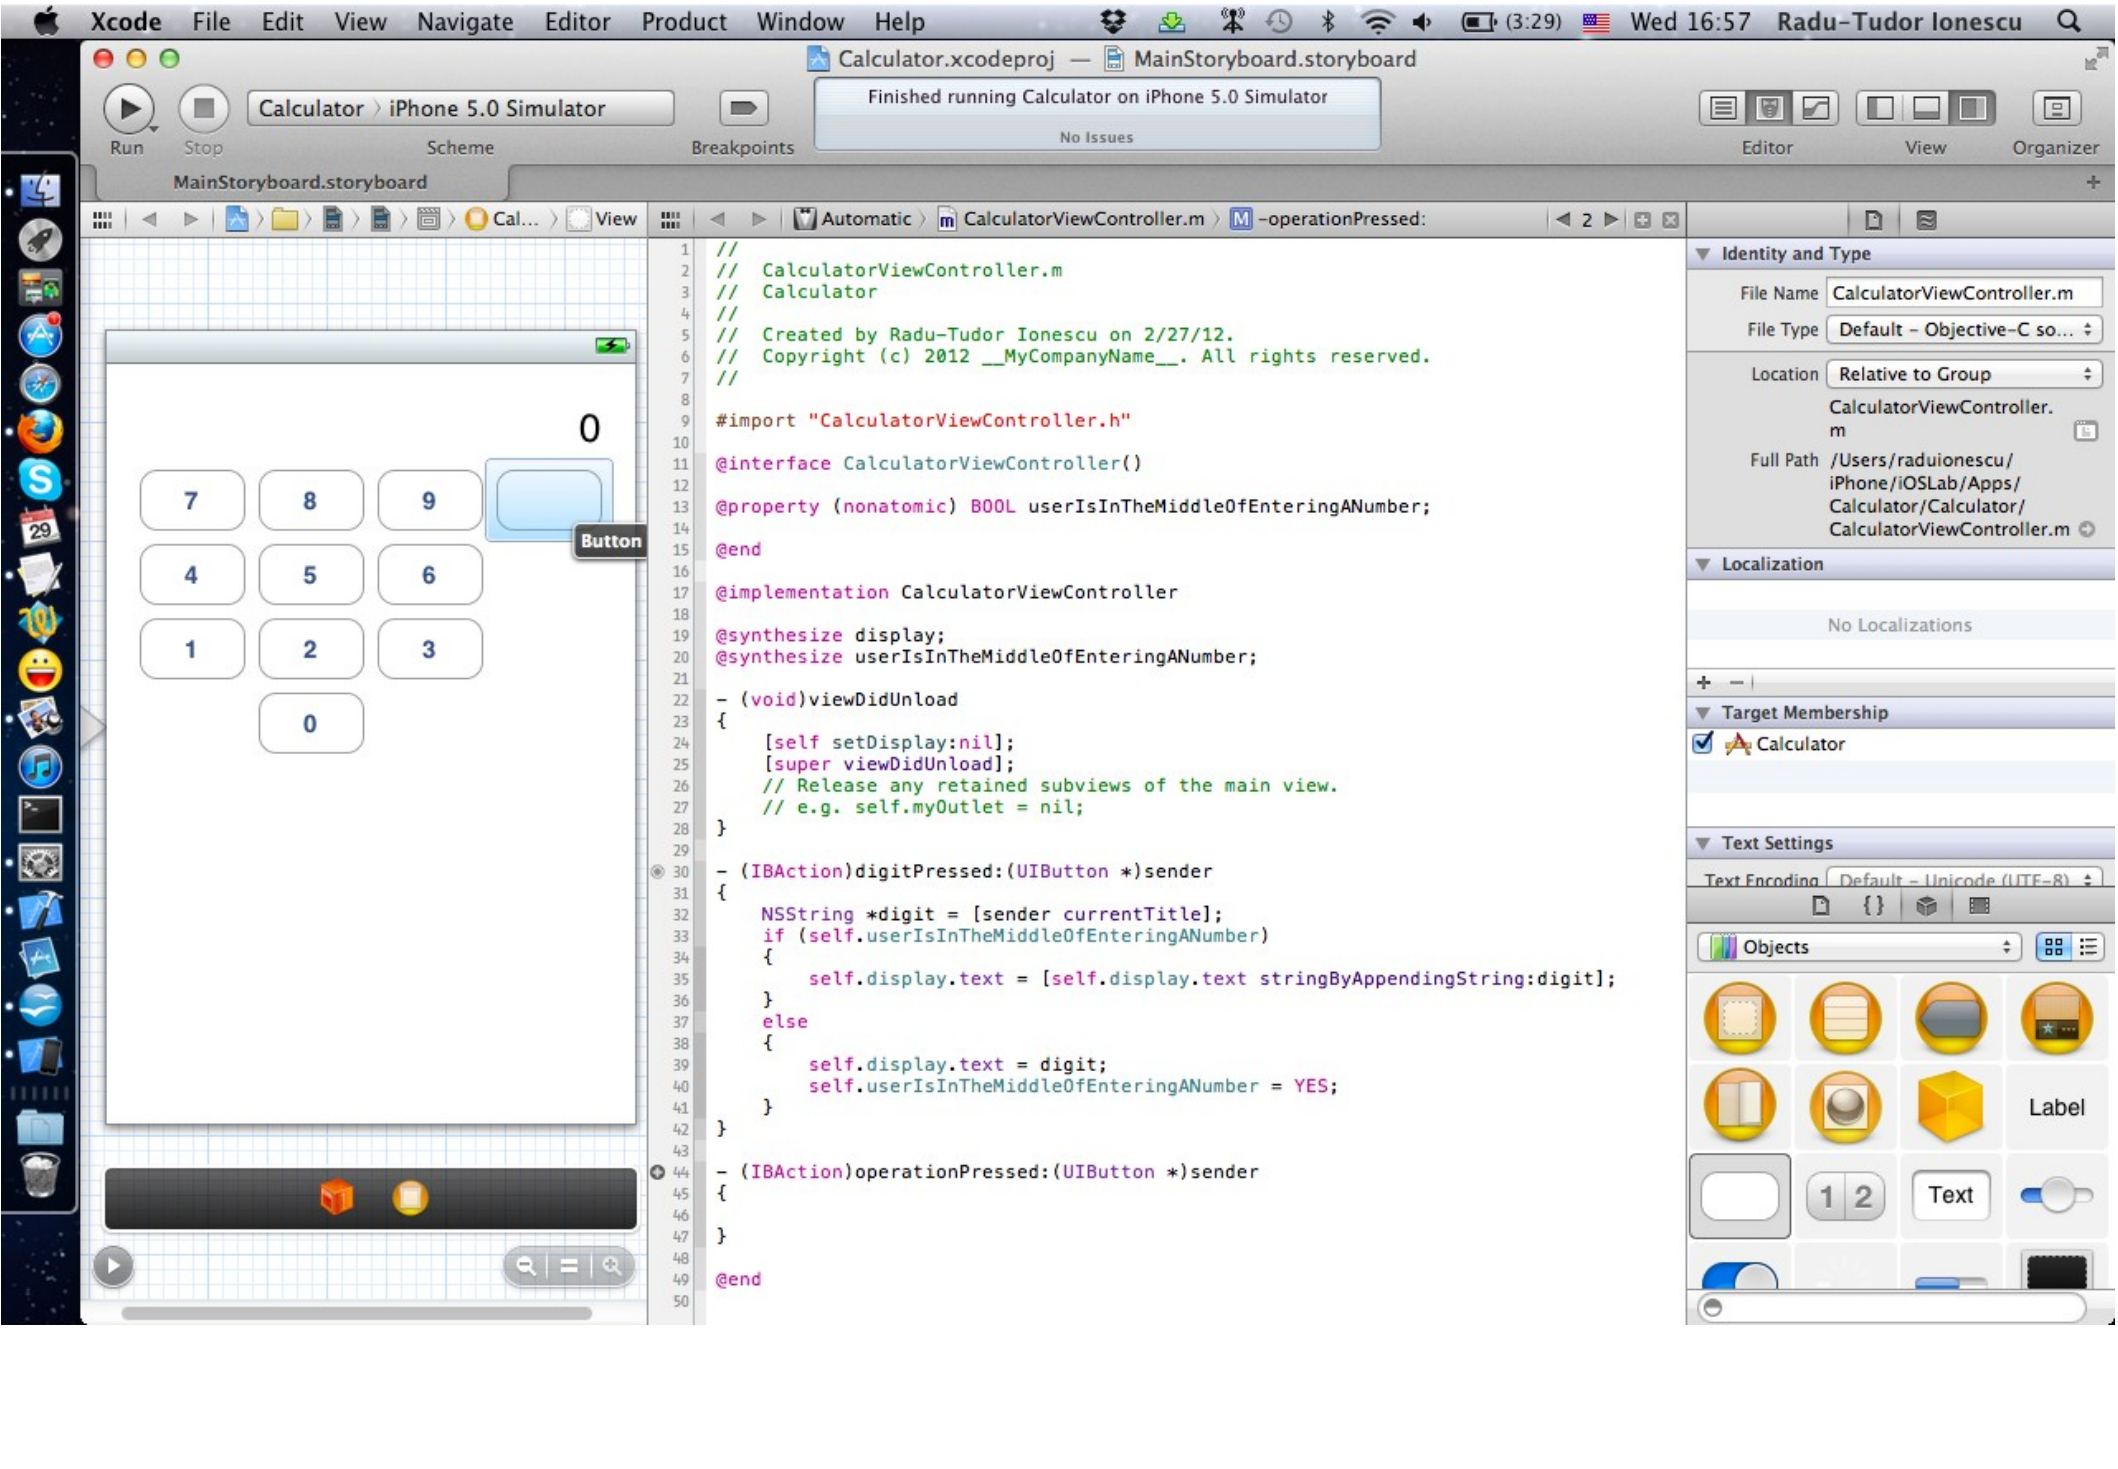 Xcode File Edit View Navigate Editor Product Window Help (3:29) Wed 16:57 Radu-Tudor Ionescu
Calculator.xcodeproj — MainStoryboard.storyboard
Calculator iPhone 5.0 Simulator
Finished running Calculator on iPhone 5.0 Simulator
No Issues
Run Stop Scheme Breakpoints Editor View Organizer
MainStoryboard.storyboard
Cal... View
Automatic CalculatorViewController.m M -operationPressed: 2
29
0
7 8 9
Button
4 5 6
1 2 3
0
1 //
2 // CalculatorViewController.m
3 // Calculator
4 //
5 // Created by Radu-Tudor Ionescu on 2/27/12.
6 // Copyright (c) 2012 __MyCompanyName__. All rights reserved.
7 //
8
9 #import "CalculatorViewController.h"
10
11 @interface CalculatorViewController()
12
13 @property (nonatomic) BOOL userIsInTheMiddleOfEnteringANumber;
14
15 @end
16
17 @implementation CalculatorViewController
18
19 @synthesize display;
20 @synthesize userIsInTheMiddleOfEnteringANumber;
21
22 - (void)viewDidUnload
23 {
24 [self setDisplay:nil];
25 [super viewDidUnload];
26 // Release any retained subviews of the main view.
27 // e.g. self.myOutlet = nil;
28 }
29
30 - (IBAction)digitPressed:(UIButton *)sender
31 {
32 NSString *digit = [sender currentTitle];
33 if (self.userIsInTheMiddleOfEnteringANumber)
34 {
35 self.display.text = [self.display.text stringByAppendingString:digit];
36 }
37 else
38 {
39 self.display.text = digit;
40 self.userIsInTheMiddleOfEnteringANumber = YES;
41 }
42 }
43
44 - (IBAction)operationPressed:(UIButton *)sender
45 {
46
47 }
48
49 @end
50
Identity and Type
File Name CalculatorViewController.m
File Type Default - Objective-C so...
Location Relative to Group
CalculatorViewController.
m
Full Path /Users/raduionescu/
iPhone/iOSLab/Apps/
Calculator/Calculator/
CalculatorViewController.m
Localization
No Localizations
+ -
Target Membership
Calculator
Text Settings
Text Encoding Default - Unicode (UTF-8)
{}
Objects
Label
1 2 Text